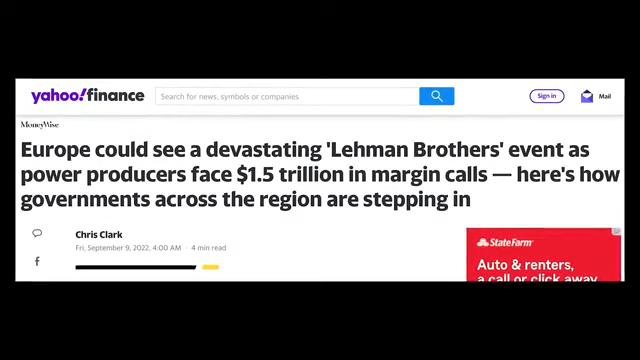 yahoo!finance
Search for news, symbols or companies
Sign in
Mail
MoneyWise
Europe could see a devastating 'Lehman Brothers' event as
power producers face $1.5 trillion in margin calls — here's how
governments across the region are stepping in
Chris Clark
Fri, September 9, 2022, 4:00 AM · 4 min read
StateFarm
Auto & renters,
a call or click away